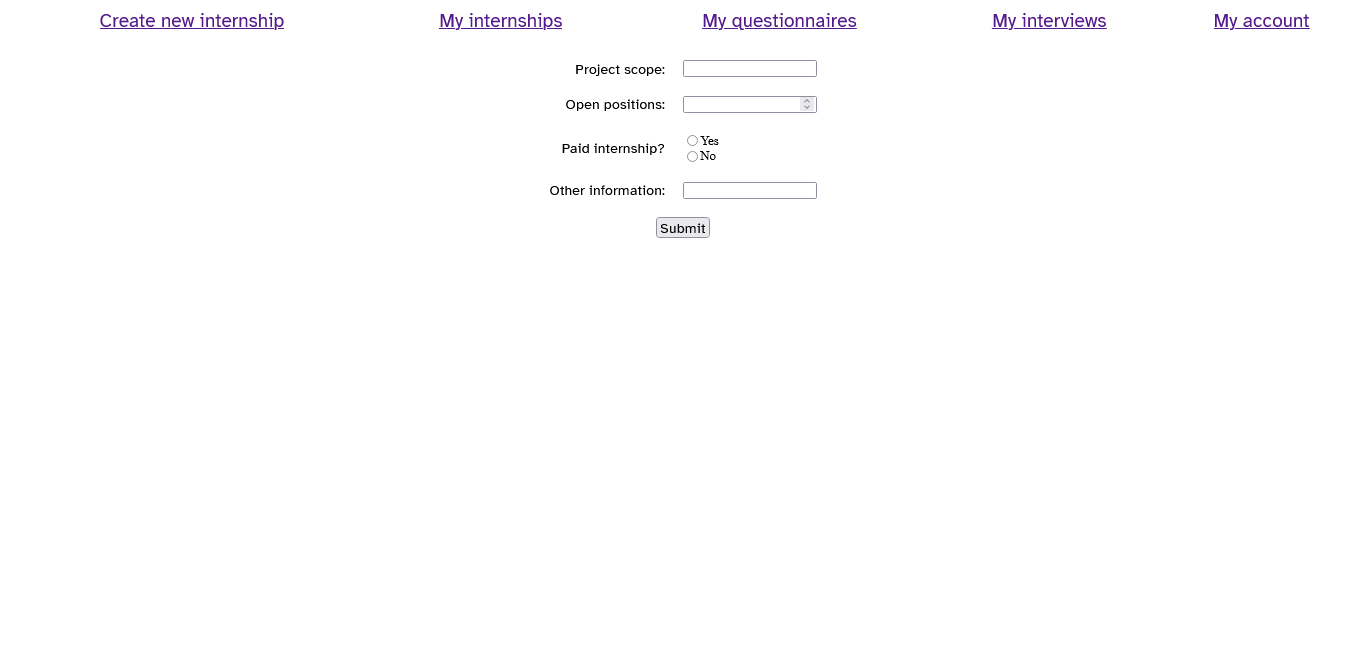 Create new internship My internships My questionnaires My interviews My account
Project scope:
Open positions:
Paid internship?
Yes
No
Other information:
Submit